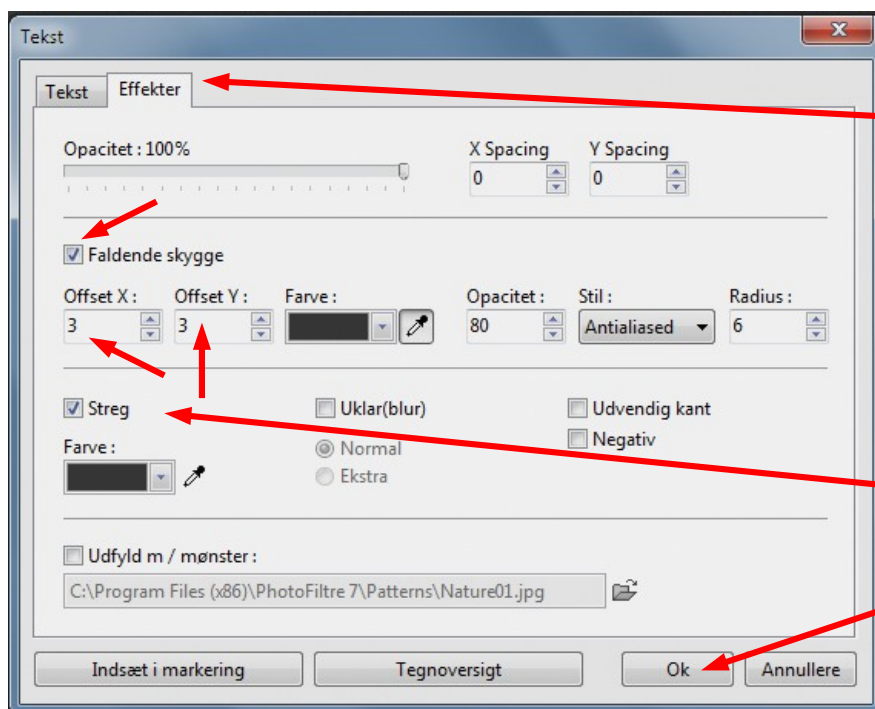 Tekst
Tekst Effekter
Opacitet : 100% X Spacing Y Spacing
0 0
Faldende skygge
Offset X : Offset Y : Farve : Opacitet : Stil : Radius :
3 3 80 Antialiased 6
Streg Uklar(blur) Udvendig kant
Farve : Normal Negativ
Ekstra
Udfyld m / mønster :
C:\Program Files (x86)\PhotoFiltre 7\Patterns\Nature01.jpg
Indsæt i markering Tegnoversigt Ok Annullere